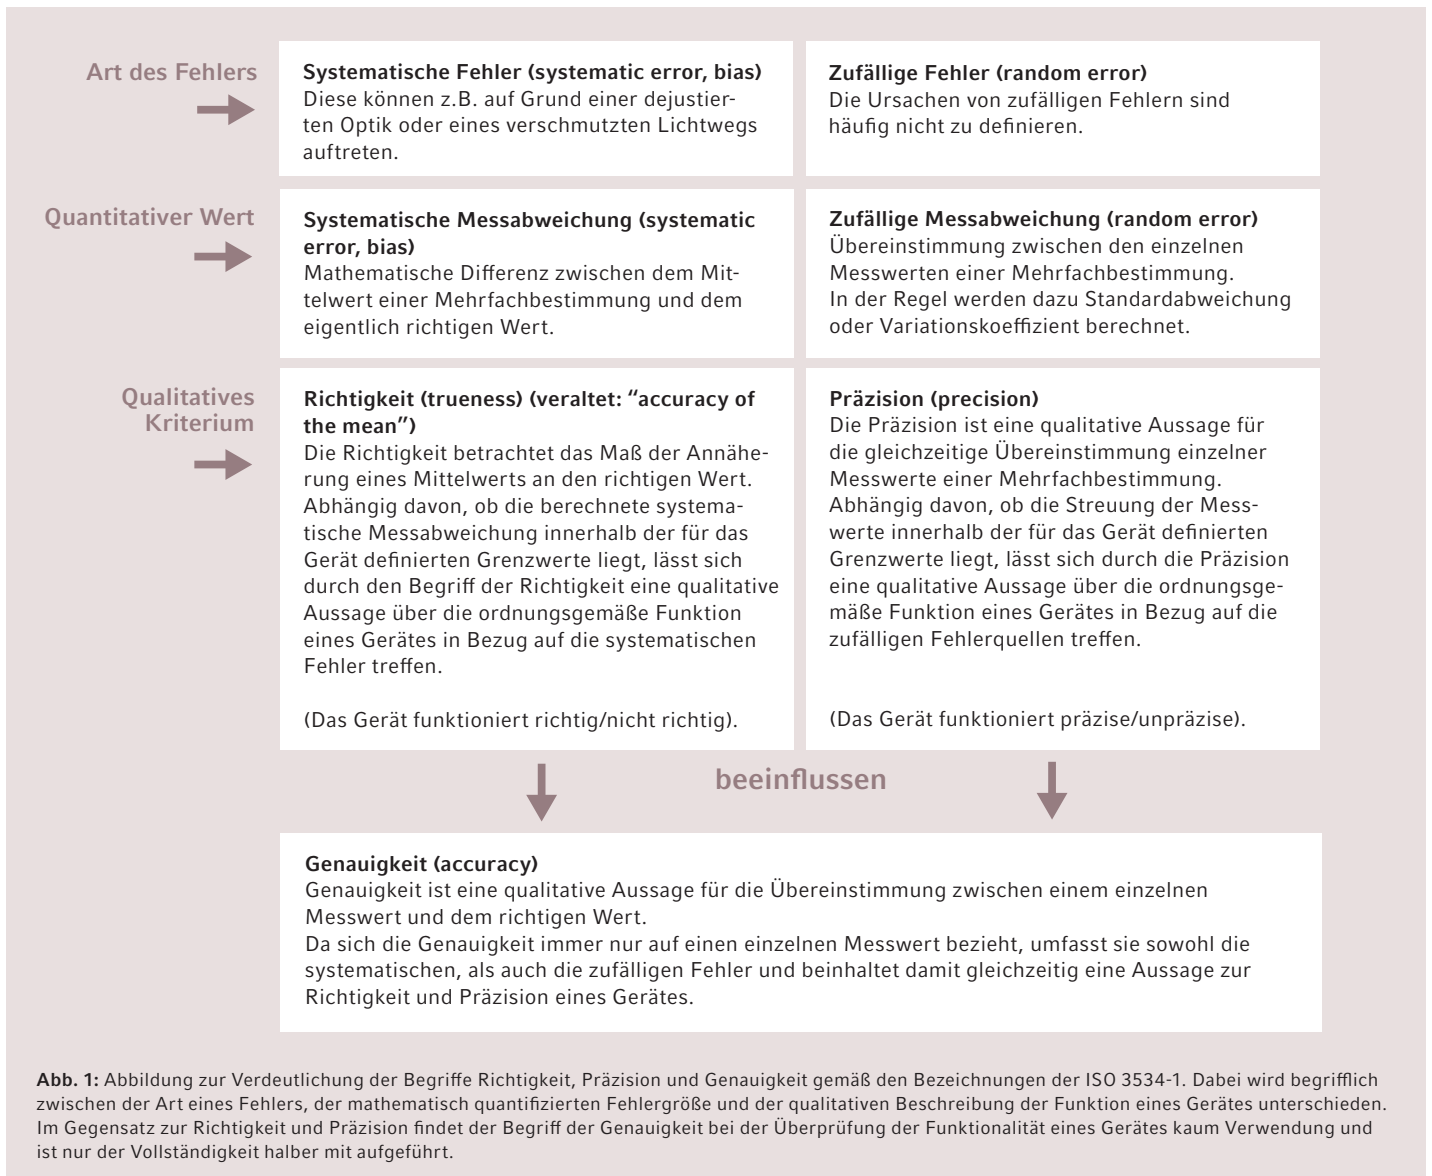 Art des Fehlers
Systematische Fehler (systematic error, bias)
Diese können z.B. auf Grund einer dejustier-
ten Optik oder eines verschmutzten Lichtwegs
auftreten.
Zufällige Fehler (random error)
Die Ursachen von zufälligen Fehlern sind
häufig nicht zu definieren.
Quantitativer Wert
Systematische Messabweichung (systematic
error, bias)
Mathematische Differenz zwischen dem Mit-
telwert einer Mehrfachbestimmung und dem
eigentlich richtigen Wert.
Zufällige Messabweichung (random error)
Übereinstimmung zwischen den einzelnen
Messwerten einer Mehrfachbestimmung.
In der Regel werden dazu Standardabweichung
oder Variationskoeffizient berechnet.
Qualitatives
Kriterium
Richtigkeit (trueness) (veraltet: “accuracy of
the mean”)
Die Richtigkeit betrachtet das Maß der Annähe-
rung eines Mittelwerts an den richtigen Wert.
Abhängig davon, ob die berechnete systema-
tische Messabweichung innerhalb der für das
Gerät definierten Grenzwerte liegt, lässt sich
durch den Begriff der Richtigkeit eine qualitative
Aussage über die ordnungsgemäße Funktion
eines Gerätes in Bezug auf die systematischen
Fehler treffen.
(Das Gerät funktioniert richtig/nicht richtig).
Präzision (precision)
Die Präzision ist eine qualitative Aussage für
die gleichzeitige Übereinstimmung einzelner
Messwerte einer Mehrfachbestimmung.
Abhängig davon, ob die Streuung der Mess-
werte innerhalb der für das Gerät definierten
Grenzwerte liegt, lässt sich durch die Präzision
eine qualitative Aussage über die ordnungsge-
mäße Funktion eines Gerätes in Bezug auf die
zufälligen Fehlerquellen treffen.
(Das Gerät funktioniert präzise/unpräzise).
beeinflussen
Genauigkeit (accuracy)
Genauigkeit ist eine qualitative Aussage für die Übereinstimmung zwischen einem einzelnen
Messwert und dem richtigen Wert.
Da sich die Genauigkeit immer nur auf einen einzelnen Messwert bezieht, umfasst sie sowohl die
systematischen, als auch die zufälligen Fehler und beinhaltet damit gleichzeitig eine Aussage zur
Richtigkeit und Präzision eines Gerätes.
Abb. 1: Abbildung zur Verdeutlichung der Begriffe Richtigkeit, Präzision und Genauigkeit gemäß den Bezeichnungen der ISO 3534-1. Dabei wird begrifflich
zwischen der Art eines Fehlers, der mathematisch quantifizierten Fehlergröße und der qualitativen Beschreibung der Funktion eines Gerätes unterschieden.
Im Gegensatz zur Richtigkeit und Präzision findet der Begriff der Genauigkeit bei der Überprüfung der Funktionalität eines Gerätes kaum Verwendung und
ist nur der Vollständigkeit halber mit aufgeführt.